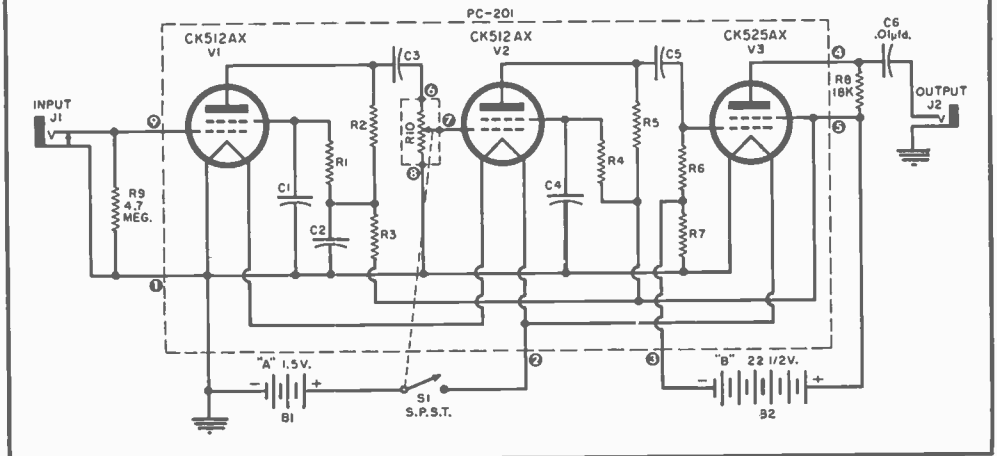 PC-201
CK512AX
V1
C3
CK512AX
V2
C5
CK525AX
V3
4
C6
.01µfd.
INPUT
J1
9
R2
6
R10
7
8
R5
R8
18K
5
OUTPUT
J2
R9
4.7
MEG.
C1
R1
C2
R3
C4
R4
R6
R7
1
2
3
"A" 1.5V.
- +
B1
S1
S.P.S.T.
"B" 22 1/2V.
- +
B2